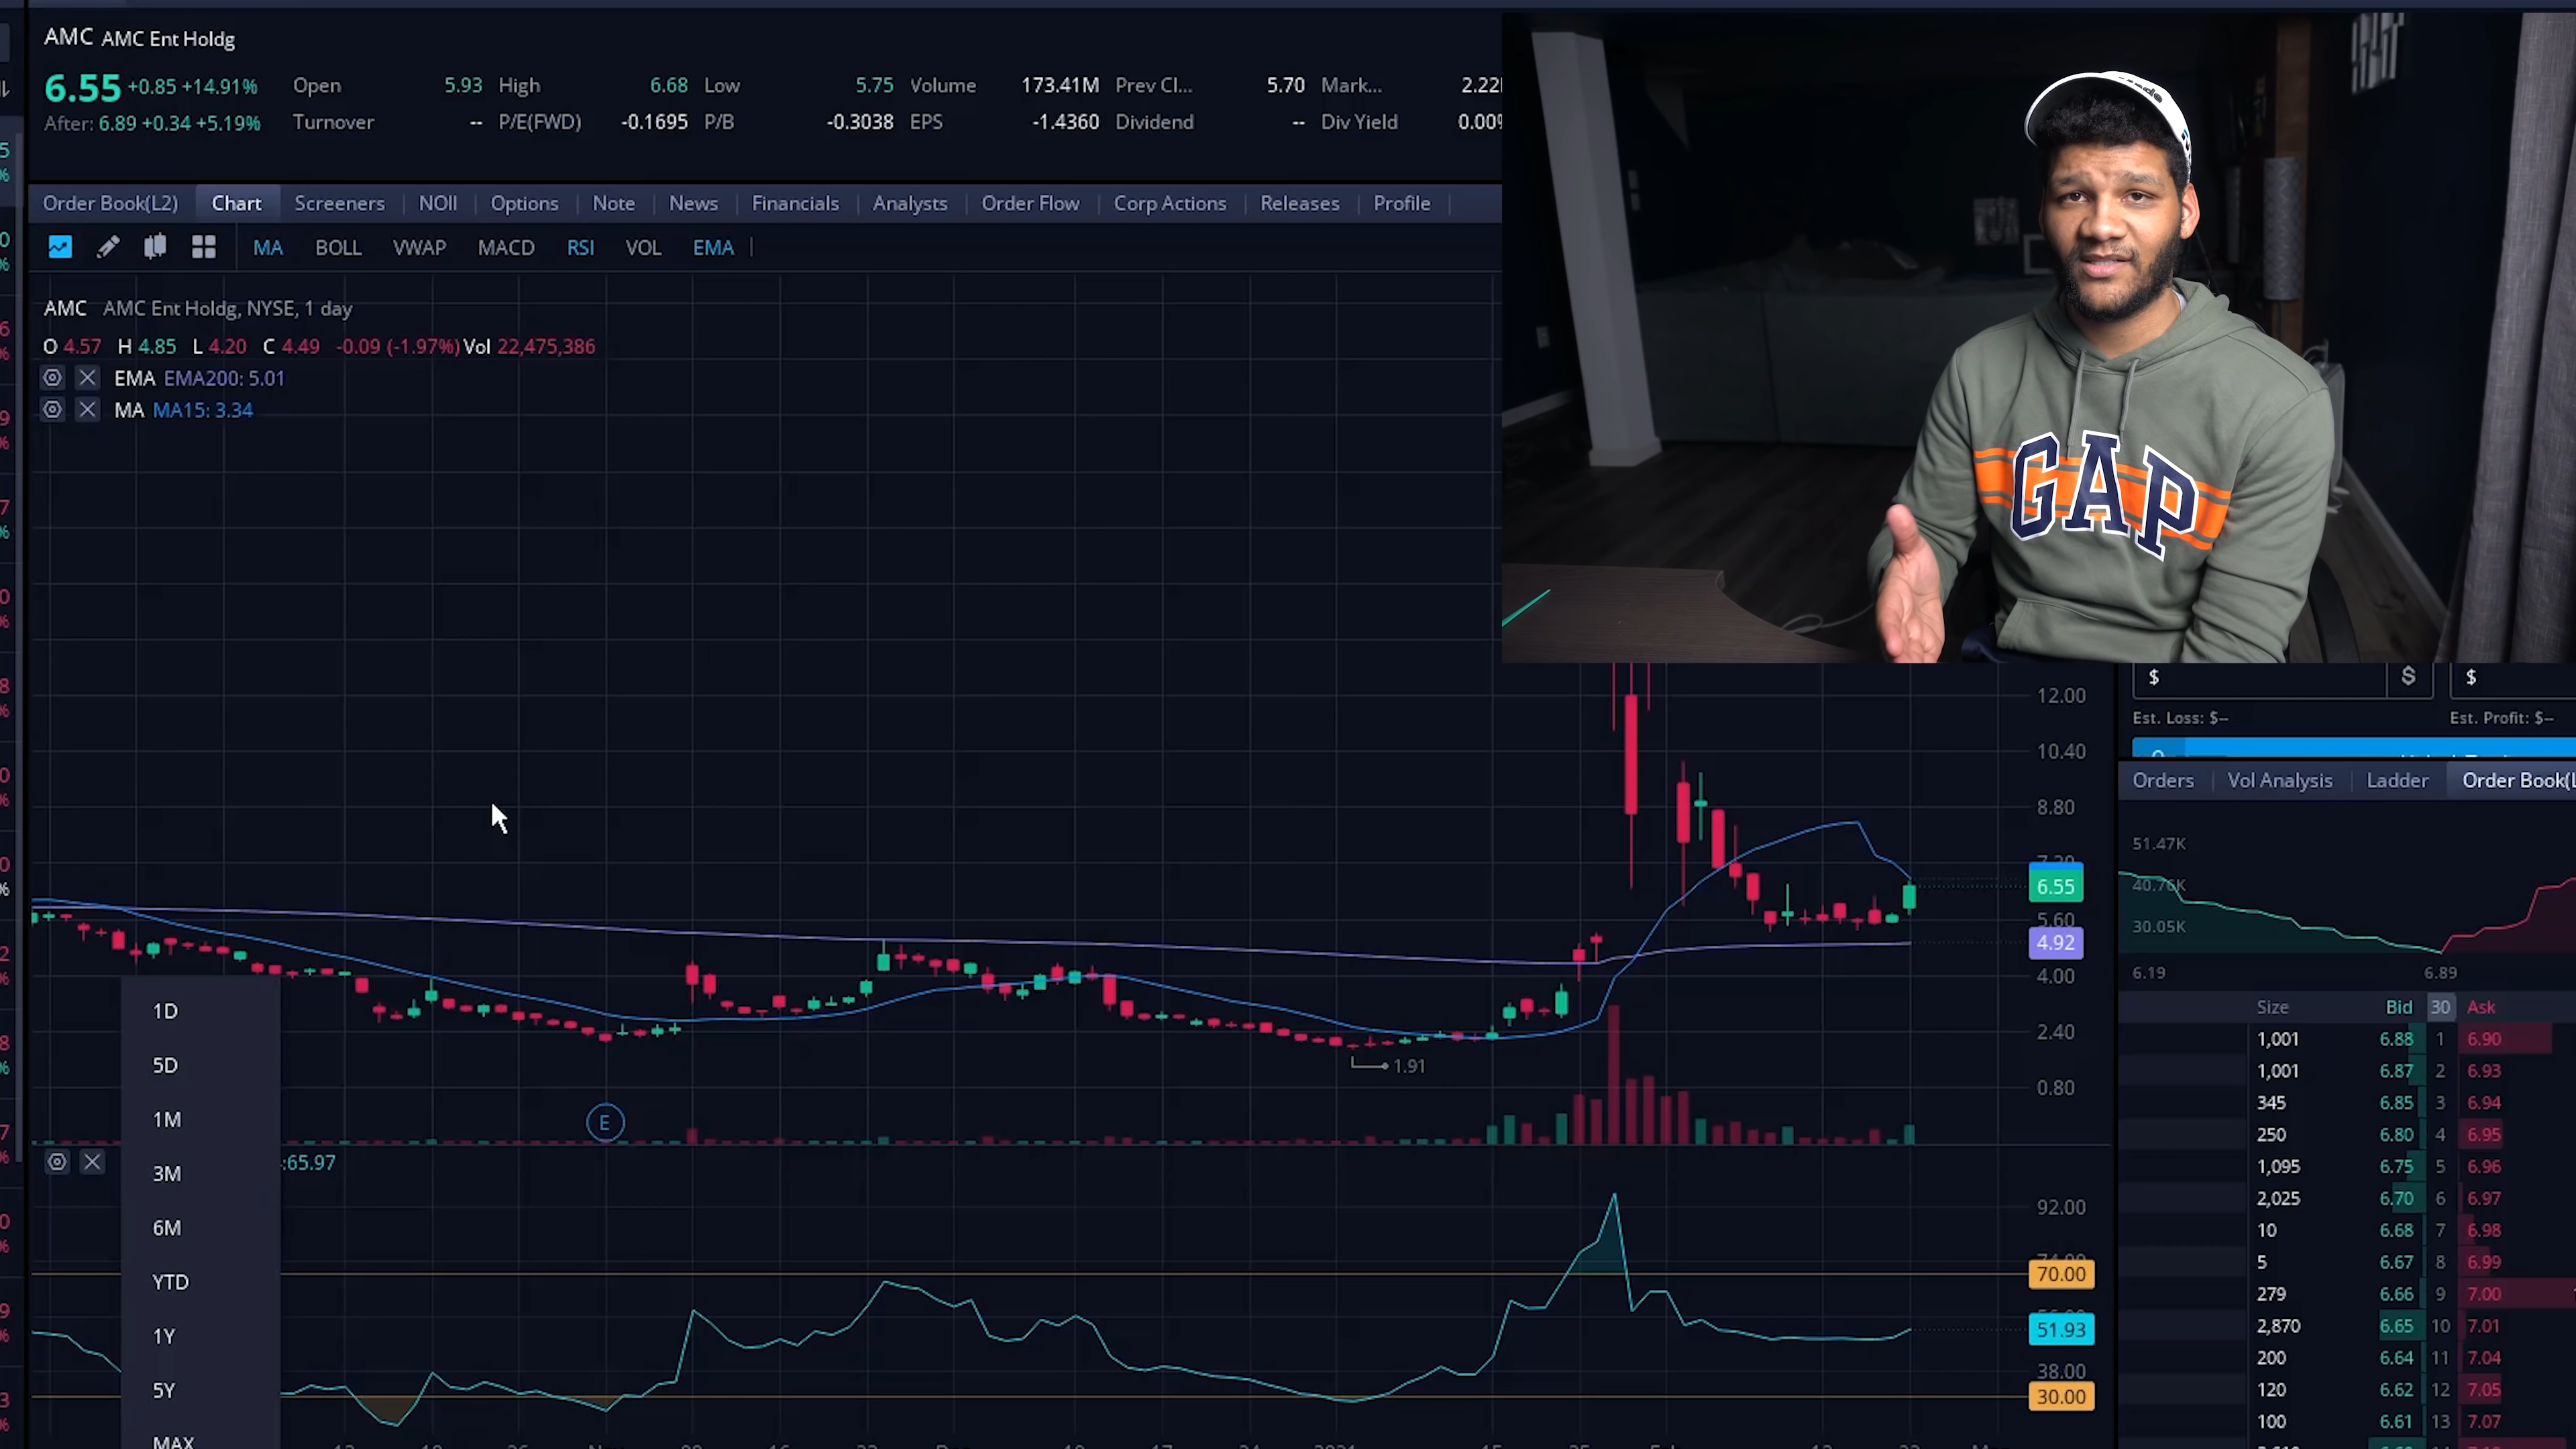 AMC AMC Ent Holdg
6.55 +0.85 +14.91% Open 5.93 High 6.68 Low 5.75 Volume 173.41M Prev Cl... 5.70 Mark...
After: 6.89 +0.34 +5.19% Turnover -- P/E(FWD) -0.1695 P/B -0.3038 EPS -1.4360 Dividend -- Div Yield 0.00%
Order Book(L2) Chart Screeners NOII Options Note News Financials Analysts Order Flow Corp Actions Releases Profile
MA BOLL VWAP MACD RSI VOL EMA
AMC AMC Ent Holdg, NYSE, 1 day
O 4.57 H 4.85 L 4.20 C 4.49 -0.09 (-1.97%) Vol 22,475,386
EMA EMA200: 5.01
MA MA15: 3.34
GAP
12.00
10.40
8.80
6.55
5.60
4.92
4.00
2.40
0.80
1.91
E
:65.97
92.00
70.00
51.93
38.00
30.00
1D
5D
1M
3M
6M
YTD
1Y
5Y
MAX
$ $ $
Est. Loss: $-- Est. Profit: $--
Orders Vol Analysis Ladder Order Book(L
51.47K
40.76K
30.05K
6.19 6.89
Size Bid 30 Ask
1,001 6.88 1 6.90
1,001 6.87 2 6.93
345 6.85 3 6.94
250 6.80 4 6.95
1,095 6.75 5 6.96
2,025 6.70 6 6.97
10 6.68 7 6.98
5 6.67 8 6.99
279 6.66 9 7.00
2,870 6.65 10 7.01
200 6.64 11 7.04
120 6.62 12 7.05
100 6.61 13 7.07